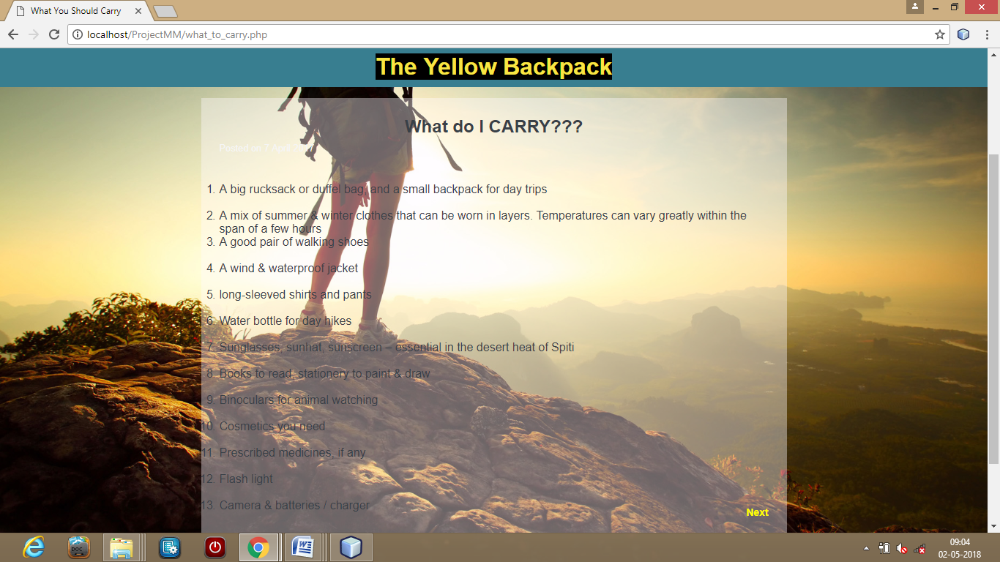 What You Should Carry
localhost/ProjectMM/what_to_carry.php
The Yellow Backpack
What do I CARRY???
Posted on 7 April 2017
1. A big rucksack or duffel bag, and a small backpack for day trips
2. A mix of summer & winter clothes that can be worn in layers. Temperatures can vary greatly within the
span of a few hours
3. A good pair of walking shoes
4. A wind & waterproof jacket
5. long-sleeved shirts and pants
6. Water bottle for day hikes
7. Sunglasses, sunhat, sunscreen – essential in the desert heat of Spiti
8. Books to read, stationery to paint & draw
9. Binoculars for animal watching
10. Cosmetics you need
11. Prescribed medicines, if any
12. Flash light
13. Camera & batteries / charger
Next
DOC
09:04
02-05-2018